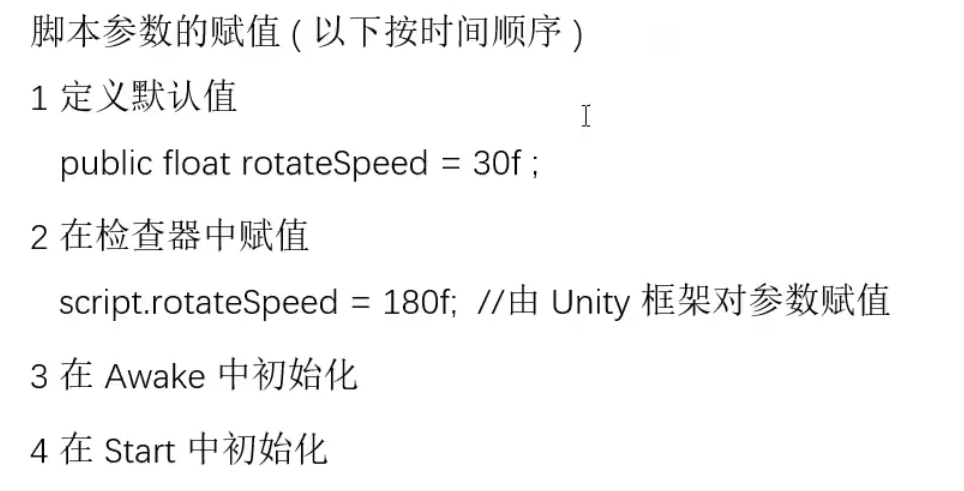 脚本参数的赋值 ( 以下按时间顺序 )
1 定义默认值
public float rotateSpeed = 30f ;
2 在检查器中赋值
script.rotateSpeed = 180f; //由 Unity 框架对参数赋值
3 在 Awake 中初始化
4 在 Start 中初始化